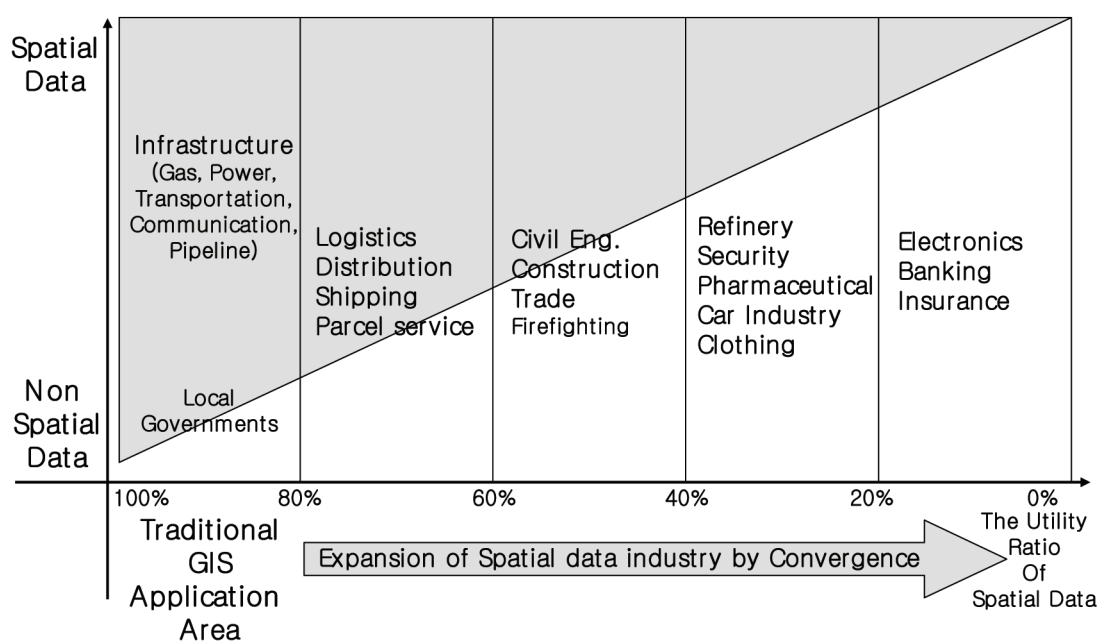 Spatial
Data
Infrastructure
(Gas, Power,
Transportation,
Communication,
Pipeline)
Local
Governments
Logistics
Distribution
Shipping
Parcel service
Civil Eng.
Construction
Trade
Firefighting
Refinery
Security
Pharmaceutical
Car Industry
Clothing
Electronics
Banking
Insurance
Non
Spatial
Data
100%
80%
60%
40%
20%
0%
Traditional
GIS
Application
Area
Expansion of Spatial data industry by Convergence
The Utility
Ratio
Of
Spatial Data